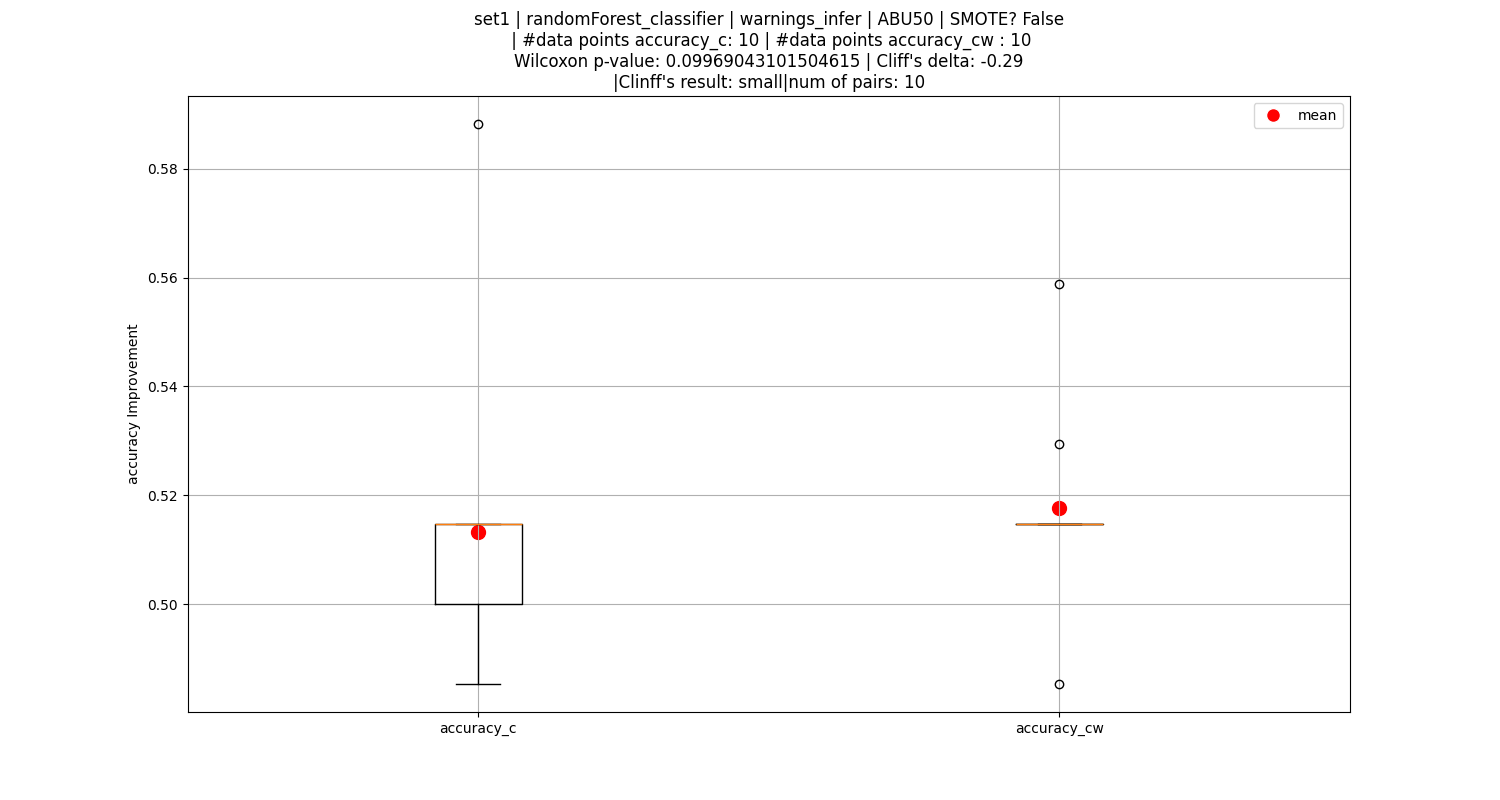 set1 | randomForest_classifier | warnings_infer | ABU50 | SMOTE? False
| #data points accuracy_c: 10 | #data points accuracy_cw : 10
Wilcoxon p-value: 0.09969043101504615 | Cliff's delta: -0.29
|Clinff's result: small|num of pairs: 10
mean
0.58
0.56
0.54
0.52
0.50
accuracy Improvement
accuracy_c
accuracy_cw